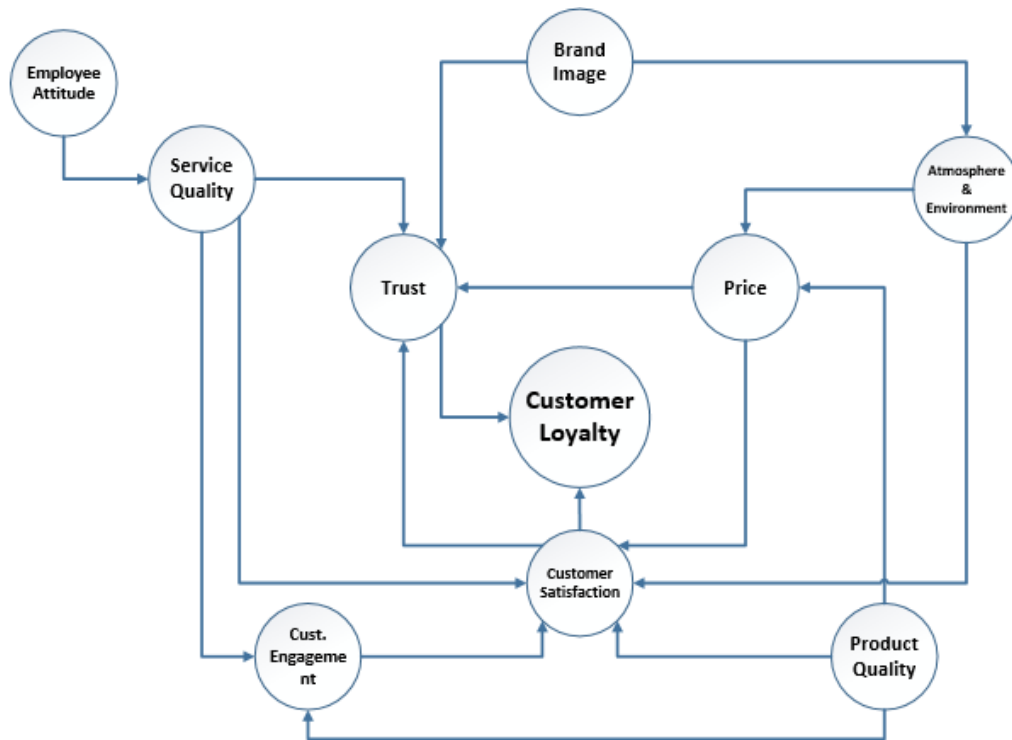 Brand
Image
Employee
Attitude
Service
Quality
Atmosphere
&
Environment
Trust
Price
Customer
Loyalty
Customer
Satisfaction
Cust.
Engageme
nt
Product
Quality